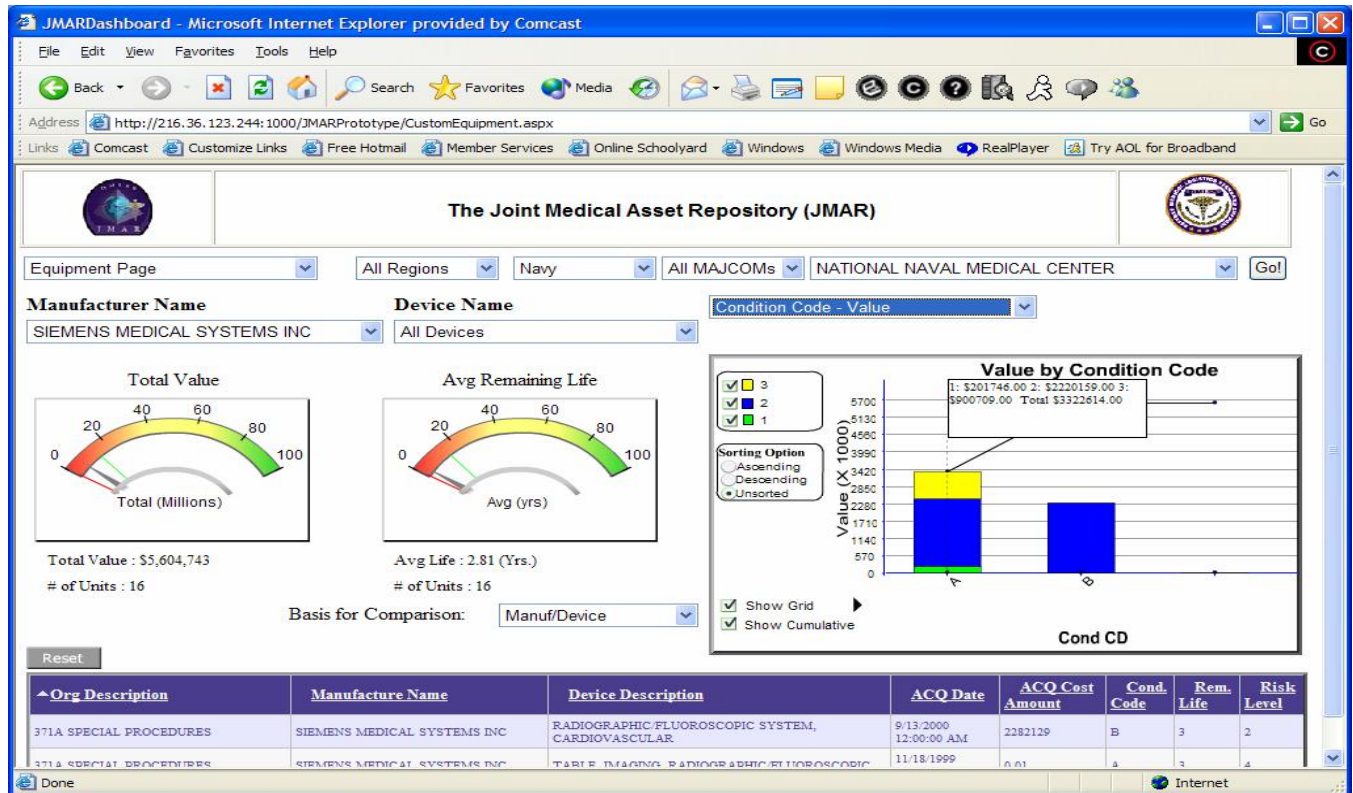 JMARDashboard - Microsoft Internet Explorer provided by Comcast
File Edit View Favorites Tools Help
Back Search Favorites Media
Address http://216.36.123.244:1000/JMARPrototype/CustomEquipment.aspx Go
Links Comcast Customize Links Free Hotmail Member Services Online Schoolyard Windows Windows Media RealPlayer Try AOL for Broadband
JMAR
The Joint Medical Asset Repository (JMAR)
Equipment Page All Regions Navy All MAJCOMs NATIONAL NAVAL MEDICAL CENTER Go!
Manufacturer Name Device Name Condition Code - Value
SIEMENS MEDICAL SYSTEMS INC All Devices
Total Value
0 20 40 60 80 100
Total (Millions)
Total Value : $5,604,743
# of Units : 16
Avg Remaining Life
0 20 40 60 80 100
Avg (yrs)
Avg Life : 2.81 (Yrs.)
# of Units : 16
Basis for Comparison: Manuf/Device
3
2
1
Sorting Option
Ascending
Descending
Unsorted
Show Grid
Show Cumulative
Value by Condition Code
1: $201746.00 2: $2220159.00 3:
$900709.00 Total $3322614.00
Value (X 1000)
5700
5130
4560
3990
3420
2850
2280
1710
1140
570
0
A B
Cond CD
Reset
Org Description Manufacture Name Device Description ACQ Date ACQ Cost Amount Cond. Code Rem. Life Risk Level
371A SPECIAL PROCEDURES SIEMENS MEDICAL SYSTEMS INC RADIOGRAPHIC/FLUOROSCOPIC SYSTEM, CARDIOVASCULAR 9/13/2000 12:00:00 AM 2282129 B 3 2
371A SPECIAL PROCEDURES SIEMENS MEDICAL SYSTEMS INC TABLE, IMAGING, RADIOGRAPHIC/FLUOROSCOPIC 11/18/1999 0.01 A 3 4
Done Internet